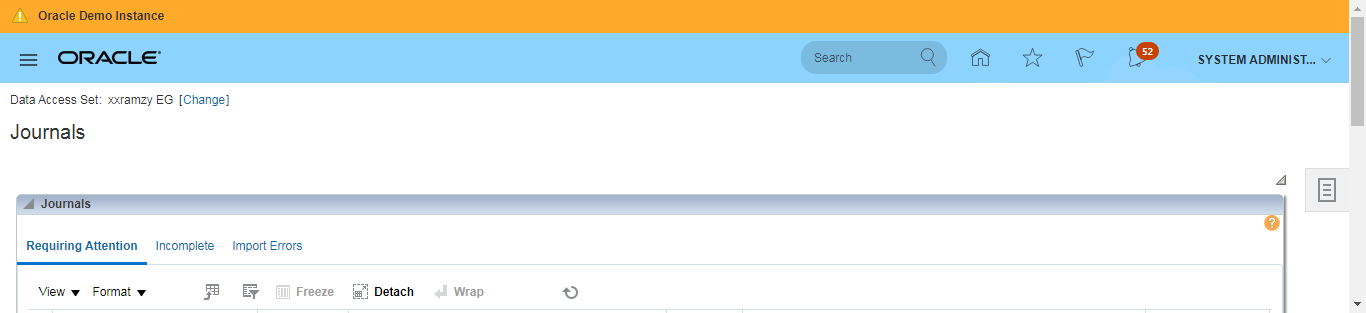 Oracle Demo Instance
ORACLE®
Search
52
SYSTEM ADMINIST...
Data Access Set: xxramzy EG [Change]
Journals
Journals
?
Requiring Attention Incomplete Import Errors
View Format Freeze Detach Wrap